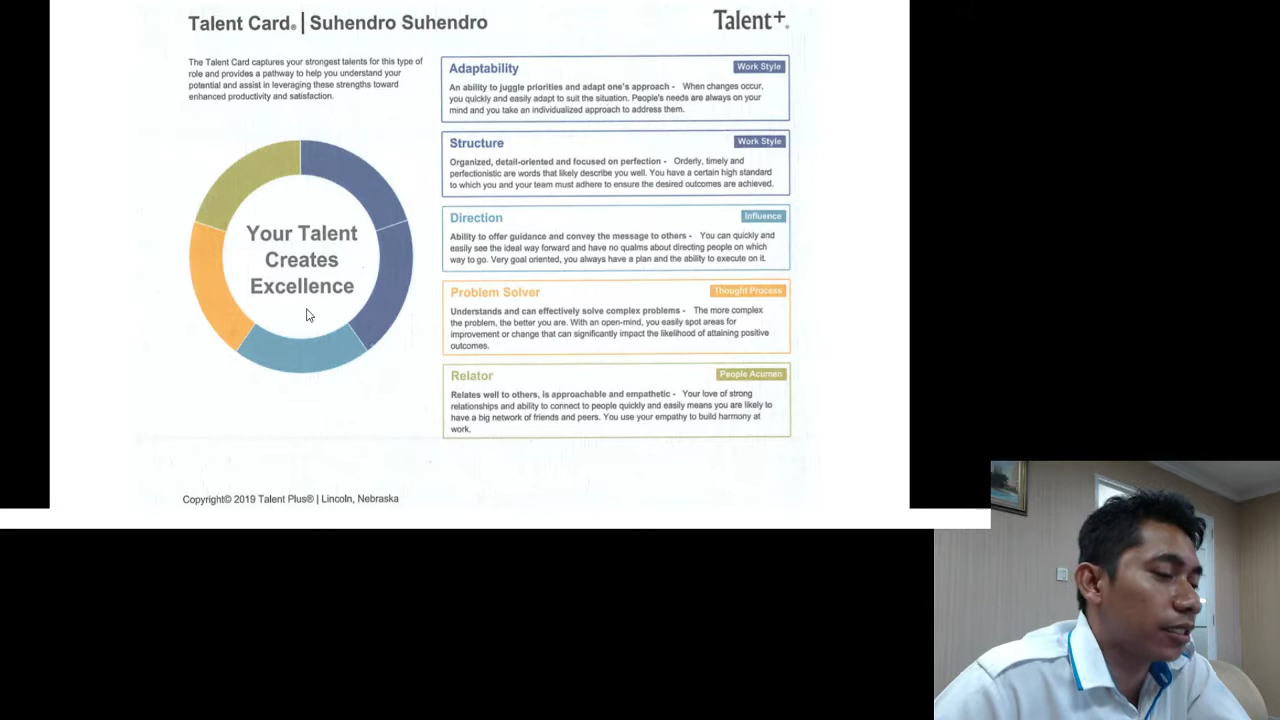 Talent Card® | Suhendro Suhendro
Talent+®
The Talent Card captures your strongest talents for this type of
role and provides a pathway to help you understand your
potential and assist in leveraging these strengths toward
enhanced productivity and satisfaction.
Your Talent
Creates
Excellence
Adaptability
Work Style
An ability to juggle priorities and adapt one's approach - When changes occur,
you quickly and easily adapt to suit the situation. People's needs are always on your
mind and you take an individualized approach to address them.
Structure
Work Style
Organized, detail-oriented and focused on perfection - Orderly, timely and
perfectionistic are words that likely describe you well. You have a certain high standard
to which you and your team must adhere to ensure the desired outcomes are achieved.
Direction
Influence
Ability to offer guidance and convey the message to others - You can quickly and
easily see the ideal way forward and have no qualms about directing people on which
way to go. Very goal oriented, you always have a plan and the ability to execute on it.
Problem Solver
Thought Process
Understands and can effectively solve complex problems - The more complex
the problem, the better you are. With an open-mind, you easily spot areas for
improvement or change that can significantly impact the likelihood of attaining positive
outcomes.
Relator
People Acumen
Relates well to others, is approachable and empathetic - Your love of strong
relationships and ability to connect to people quickly and easily means you are likely to
have a big network of friends and peers. You use your empathy to build harmony at
work.
Copyright© 2019 Talent Plus® | Lincoln, Nebraska